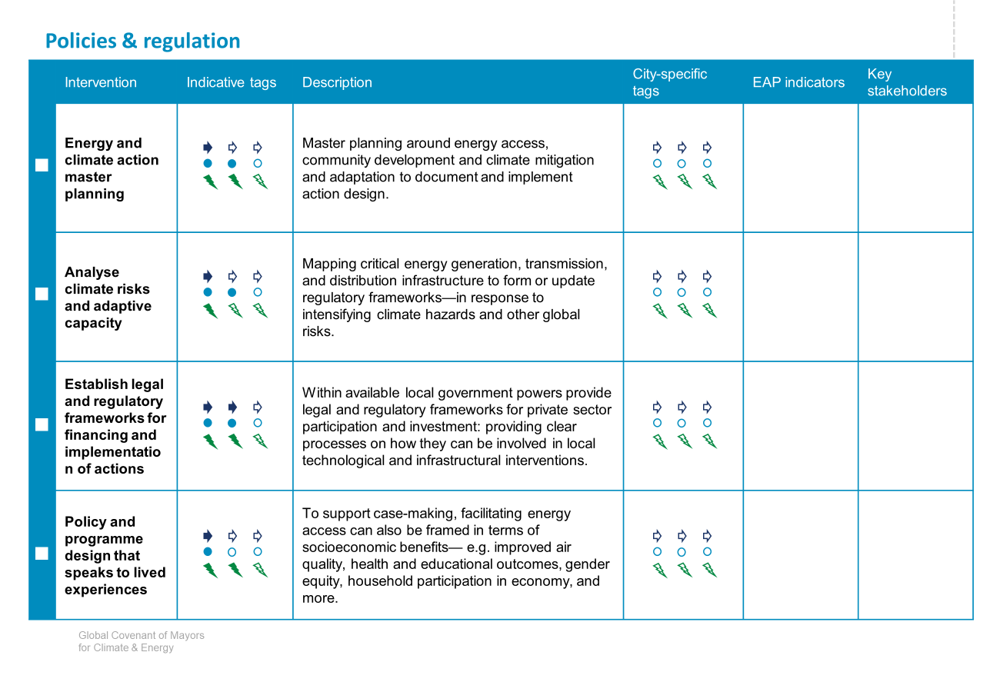 Policies & regulation
Intervention
Indicative tags
Description
City-specific
tags
EAP indicators
Key
stakeholders
Energy and
climate action
master
planning
Master planning around energy access,
community development and climate mitigation
and adaptation to document and implement
action design.
Analyse
climate risks
and adaptive
capacity
Mapping critical energy generation, transmission,
and distribution infrastructure to form or update
regulatory frameworks—in response to
intensifying climate hazards and other global
risks.
Establish legal
and regulatory
frameworks for
financing and
implementatio
n of actions
Within available local government powers provide
legal and regulatory frameworks for private sector
participation and investment: providing clear
processes on how they can be involved in local
technological and infrastructural interventions.
Policy and
programme
design that
speaks to lived
experiences
To support case-making, facilitating energy
access can also be framed in terms of
socioeconomic benefits— e.g. improved air
quality, health and educational outcomes, gender
equity, household participation in economy, and
more.
Global Covenant of Mayors
for Climate & Energy